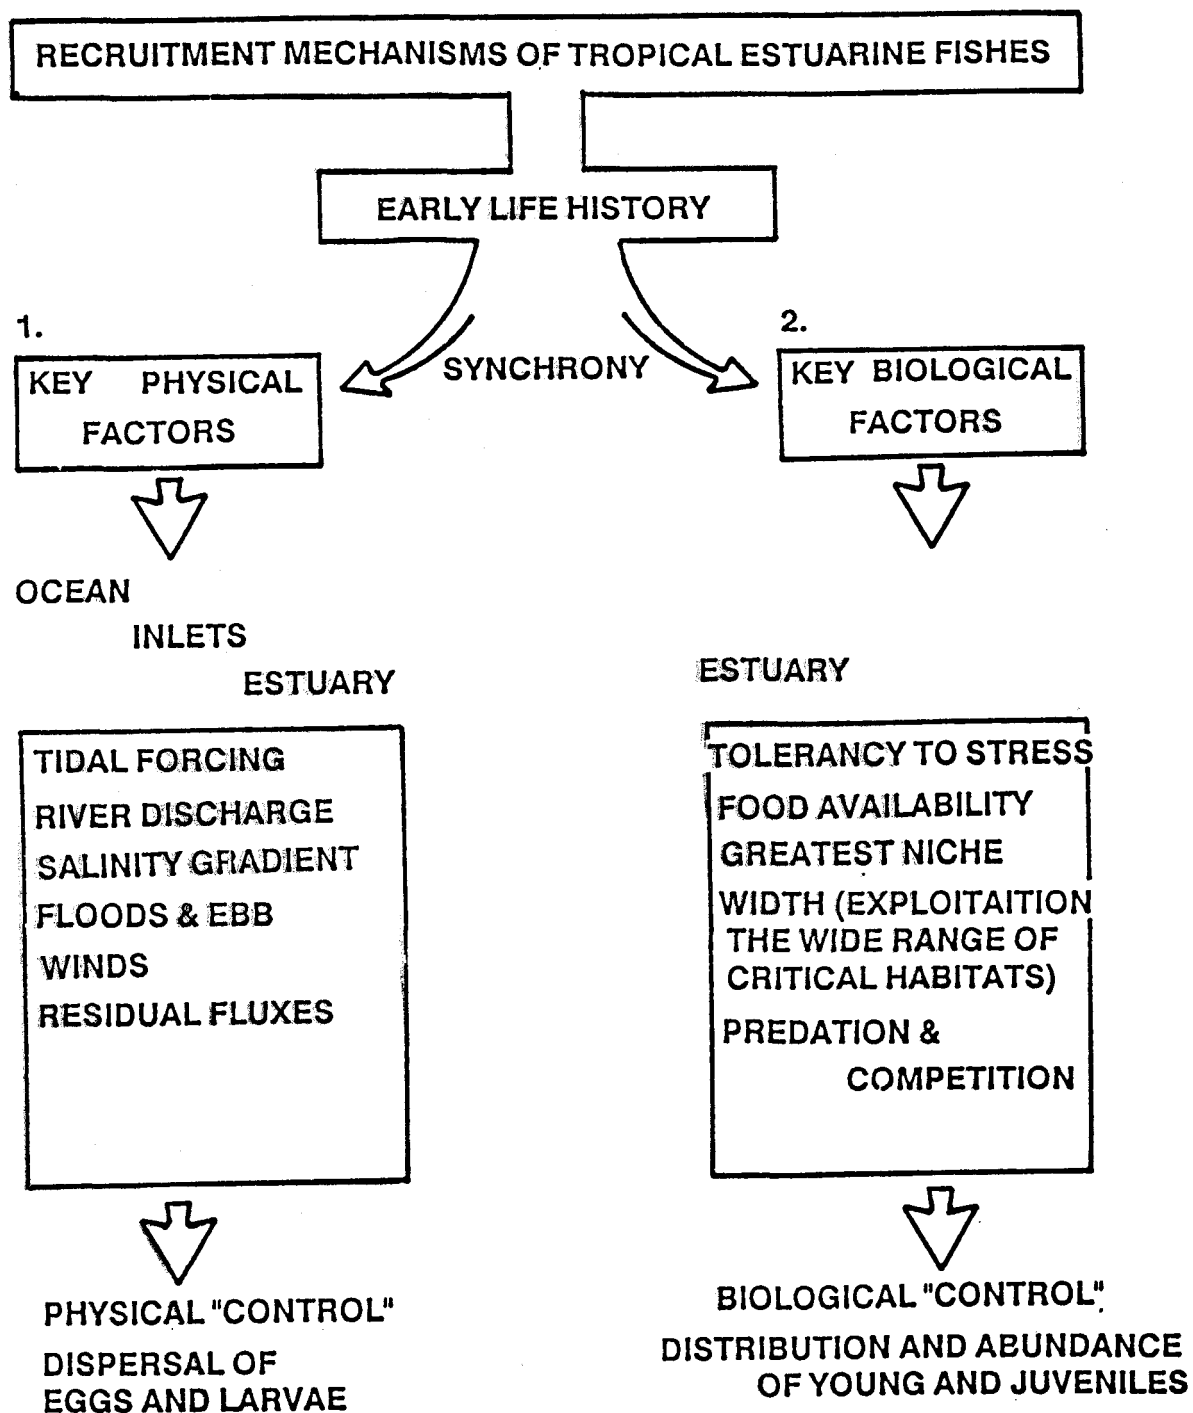 RECRUITMENT MECHANISMS OF TROPICAL ESTUARINE FISHES
EARLY LIFE HISTORY
SYNCHRONY
1.
KEY PHYSICAL
FACTORS
OCEAN
INLETS
ESTUARY
TIDAL FORCING
RIVER DISCHARGE
SALINITY GRADIENT
FLOODS & EBB
WINDS
RESIDUAL FLUXES
PHYSICAL "CONTROL"
DISPERSAL OF
EGGS AND LARVAE
2.
KEY BIOLOGICAL
FACTORS
ESTUARY
TOLERANCY TO STRESS
FOOD AVAILABILITY
GREATEST NICHE
WIDTH (EXPLOITAITION
THE WIDE RANGE OF
CRITICAL HABITATS)
PREDATION &
COMPETITION
BIOLOGICAL "CONTROL".
DISTRIBUTION AND ABUNDANCE
OF YOUNG AND JUVENILES